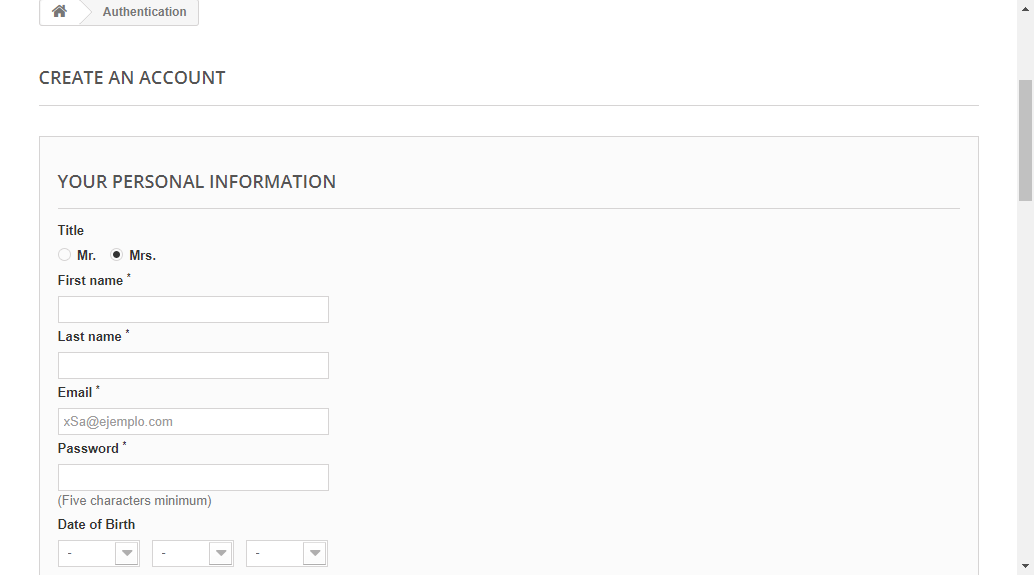 Authentication
CREATE AN ACCOUNT
YOUR PERSONAL INFORMATION
Title
Mr. Mrs.
First name *
Last name *
Email *
xSa@ejemplo.com
Password *
(Five characters minimum)
Date of Birth
- - -